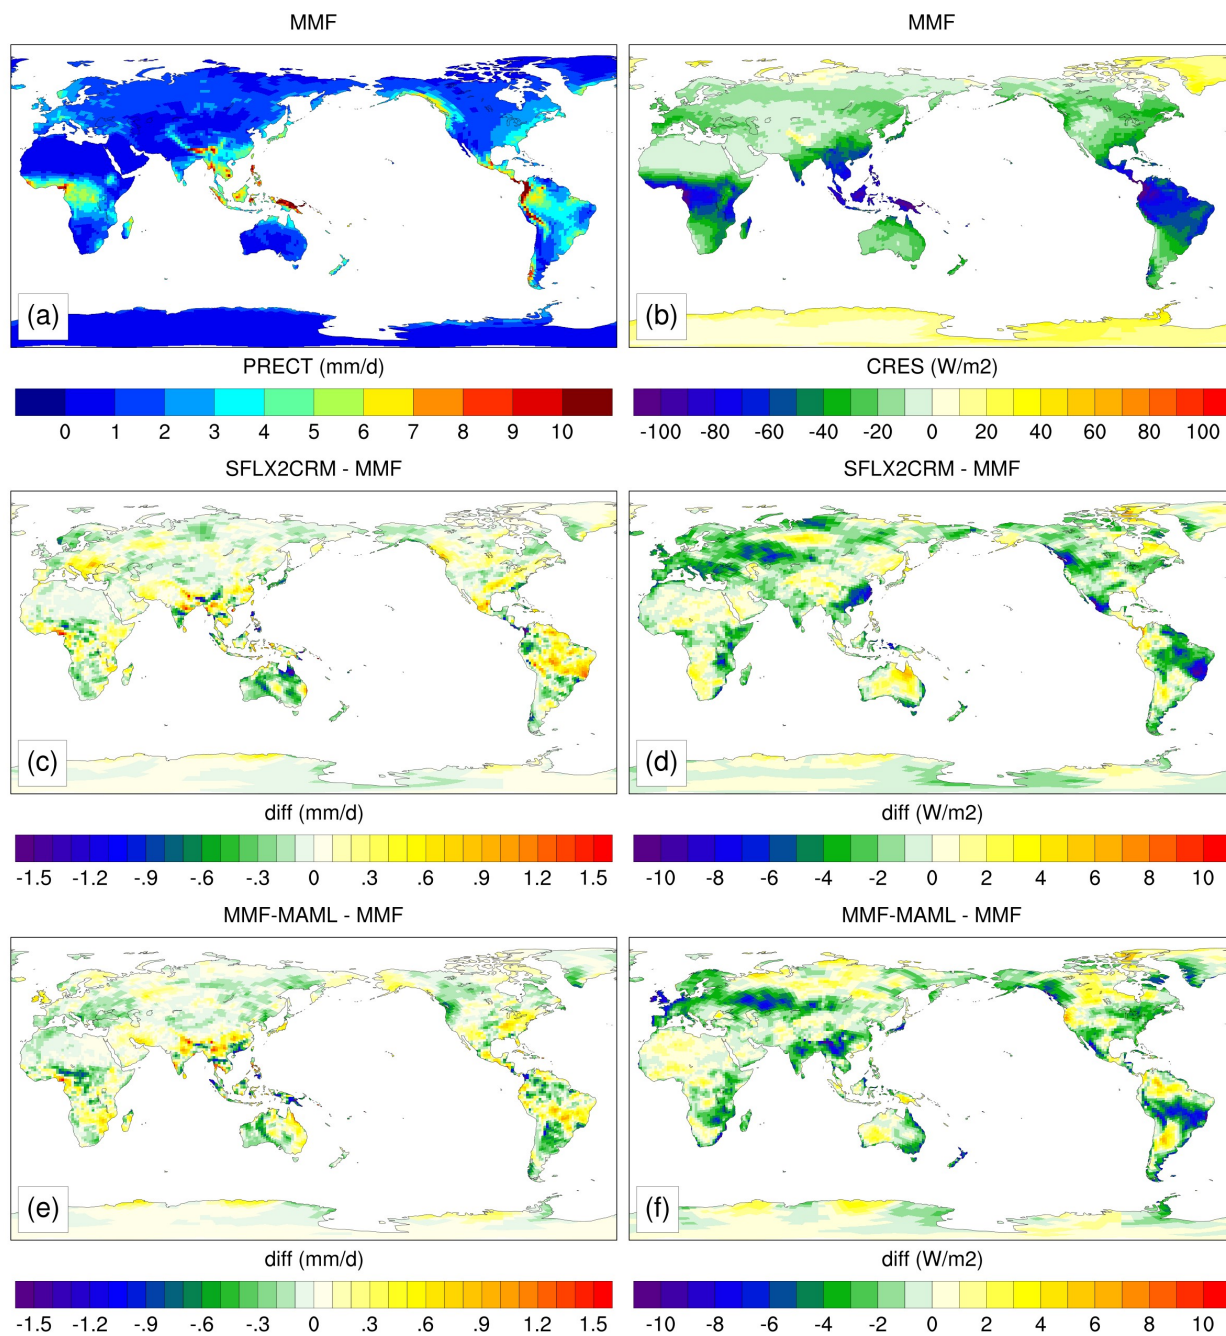 MMF
MMF
(a)
(b)
PRECT (mm/d)
CRES (W/m2)
0 1 2 3 4 5 6 7 8 9 10
-100 -80 -60 -40 -20 0 20 40 60 80 100
SFLX2CRM - MMF
SFLX2CRM - MMF
(c)
(d)
diff (mm/d)
diff (W/m2)
-1.5 -1.2 -.9 -.6 -.3 0 .3 .6 .9 1.2 1.5
-10 -8 -6 -4 -2 0 2 4 6 8 10
MMF-MAML - MMF
MMF-MAML - MMF
(e)
(f)
diff (mm/d)
diff (W/m2)
-1.5 -1.2 -.9 -.6 -.3 0 .3 .6 .9 1.2 1.5
-10 -8 -6 -4 -2 0 2 4 6 8 10